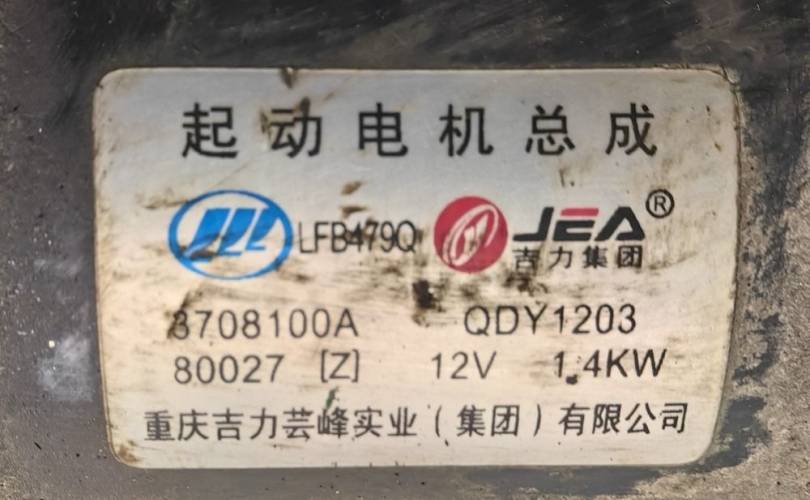 起动电机总成
LFB479Q JEA®
吉力集团
3708100A QDY1203
80027 [Z] 12V 1.4KW
重庆吉力芸峰实业(集团)有限公司